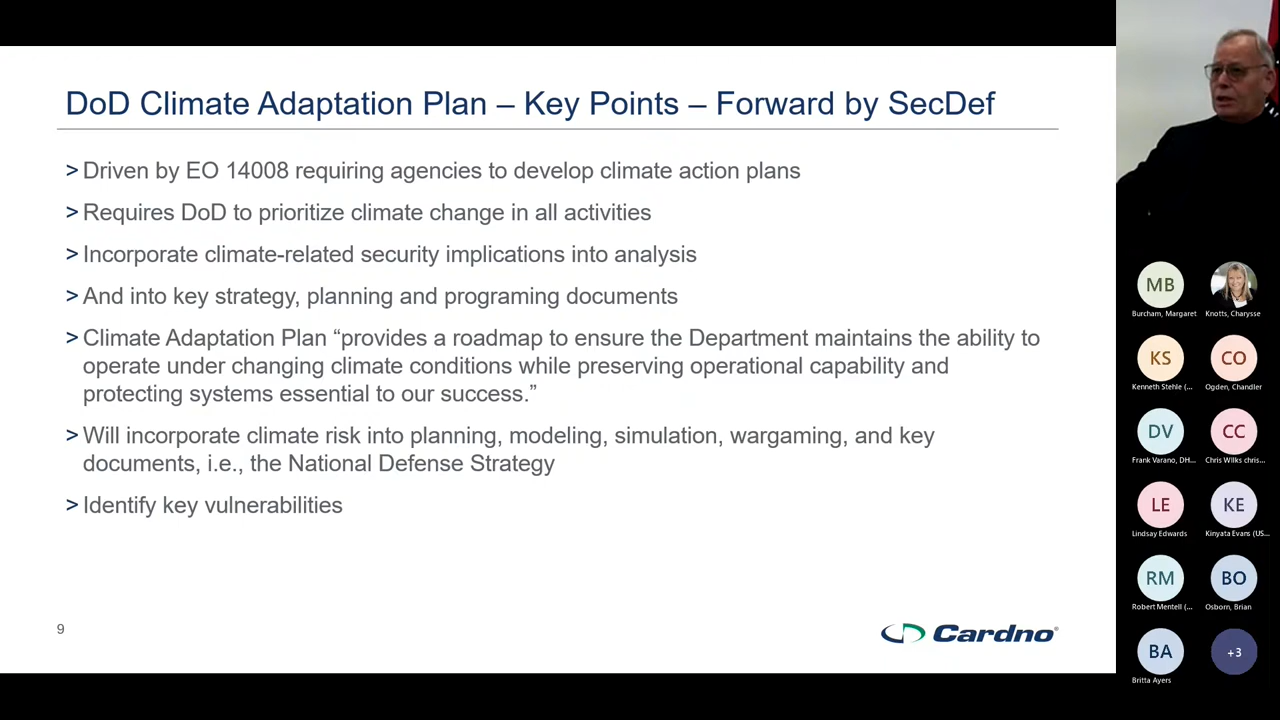 DoD Climate Adaptation Plan – Key Points – Forward by SecDef
> Driven by EO 14008 requiring agencies to develop climate action plans
> Requires DoD to prioritize climate change in all activities
> Incorporate climate-related security implications into analysis
> And into key strategy, planning and programing documents
> Climate Adaptation Plan “provides a roadmap to ensure the Department maintains the ability to
operate under changing climate conditions while preserving operational capability and
protecting systems essential to our success.”
> Will incorporate climate risk into planning, modeling, simulation, wargaming, and key
documents, i.e., the National Defense Strategy
> Identify key vulnerabilities
9
Cardno®
MB
Burcham, Margaret
Knotts, Charysse
KS
CO
Kenneth Stehle (...
Ogden, Chandler
DV
CC
Frank Varano, DH...
Chris Wilks chris...
LE
KE
Lindsay Edwards
Kinyata Evans (US...
RM
BO
Robert Mentell (...
Osborn, Brian
BA
+3
Britta Ayers